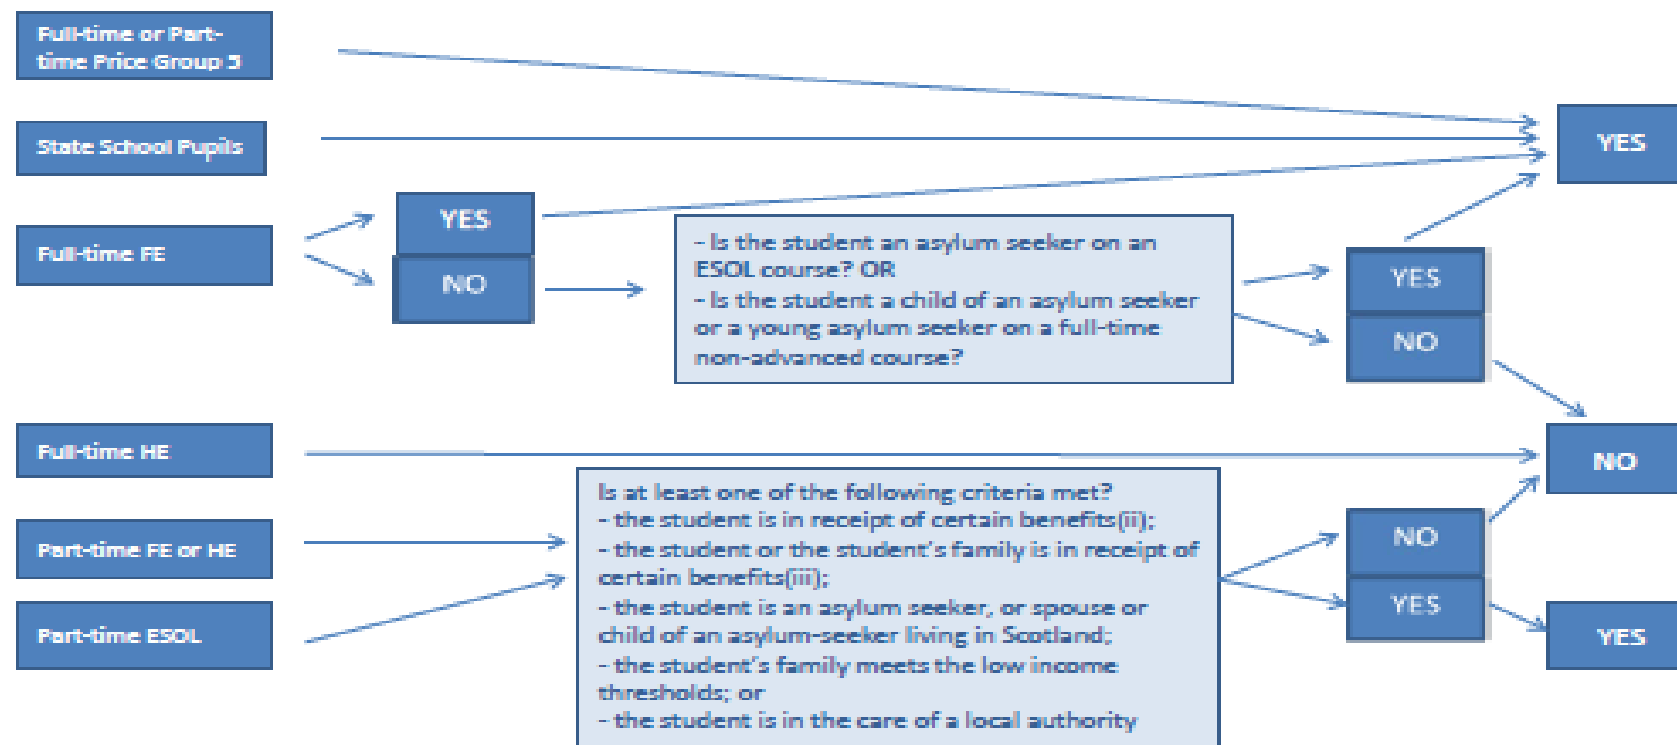 Full-time or Part-
time Price Group 5
State School Pupils
YES
Full-time FE
YES
NO
- Is the student an asylum seeker on an
ESOL course? OR
- Is the student a child of an asylum seeker
or a young asylum seeker on a full-time
non-advanced course?
YES
NO
Full-time HE
NO
Part-time FE or HE
Part-time ESOL
Is at least one of the following criteria met?
- the student is in receipt of certain benefits(ii);
- the student or the student's family is in receipt of
certain benefits(iii);
- the student is an asylum seeker, or spouse or
child of an asylum-seeker living in Scotland;
- the student's family meets the low income
thresholds; or
- the student is in the care of a local authority
NO
YES
YES